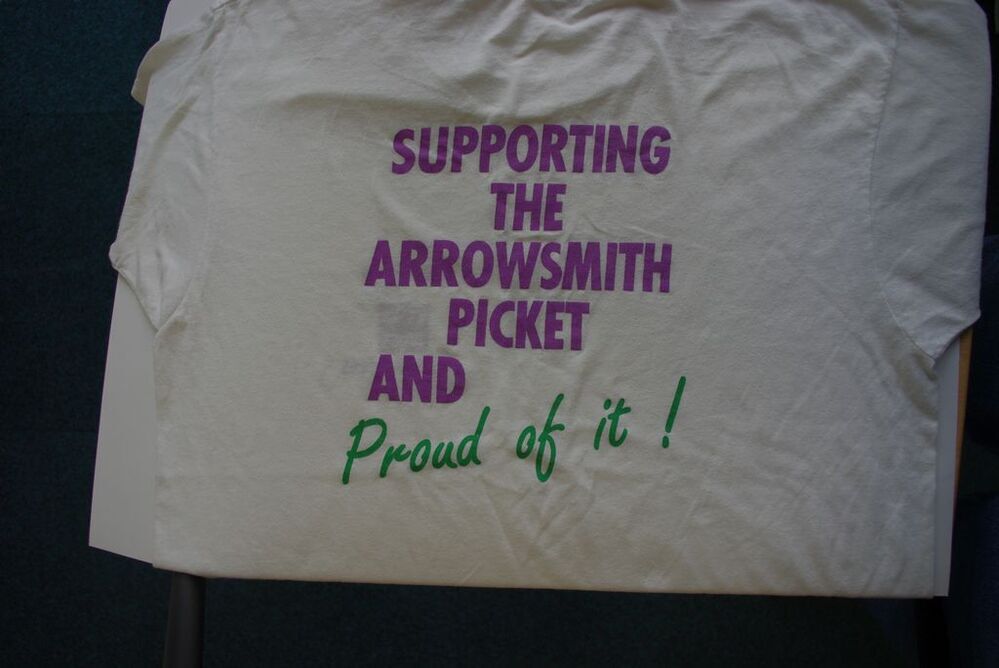 SUPPORTING
THE
ARROWSMITH
PICKET
AND
Proud of it !